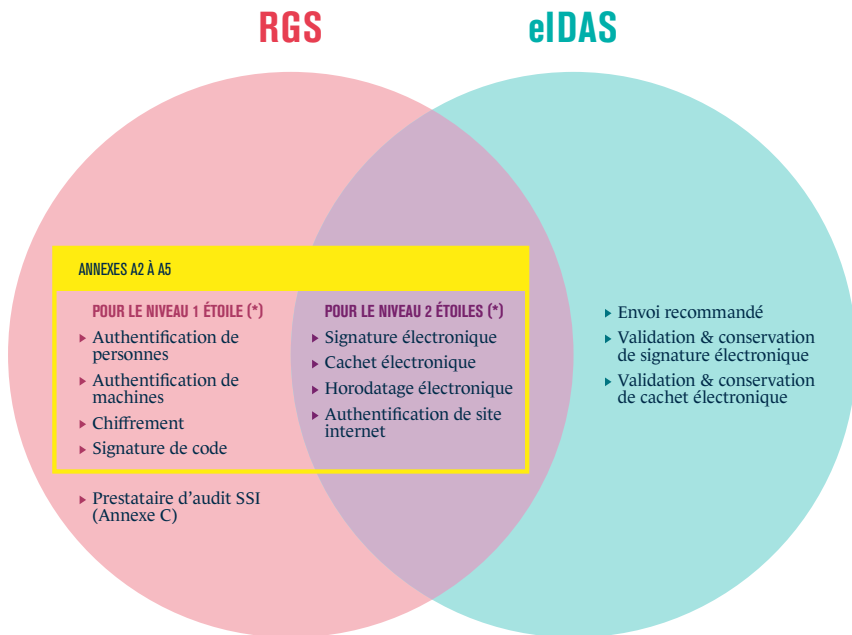 RGS
eIDAS
ANNEXES A2 À A5
POUR LE NIVEAU 1 ÉTOILE (*)
▸ Authentification de
personnes
▸ Authentification de
machines
▸ Chiffrement
▸ Signature de code
▸ Prestataire d'audit SSI
(Annexe C)
POUR LE NIVEAU 2 ÉTOILES (*)
▸ Signature électronique
▸ Cachet électronique
▸ Horodatage électronique
▸ Authentification de site
internet
▸ Envoi recommandé
▸ Validation & conservation
de signature électronique
▸ Validation & conservation
de cachet électronique